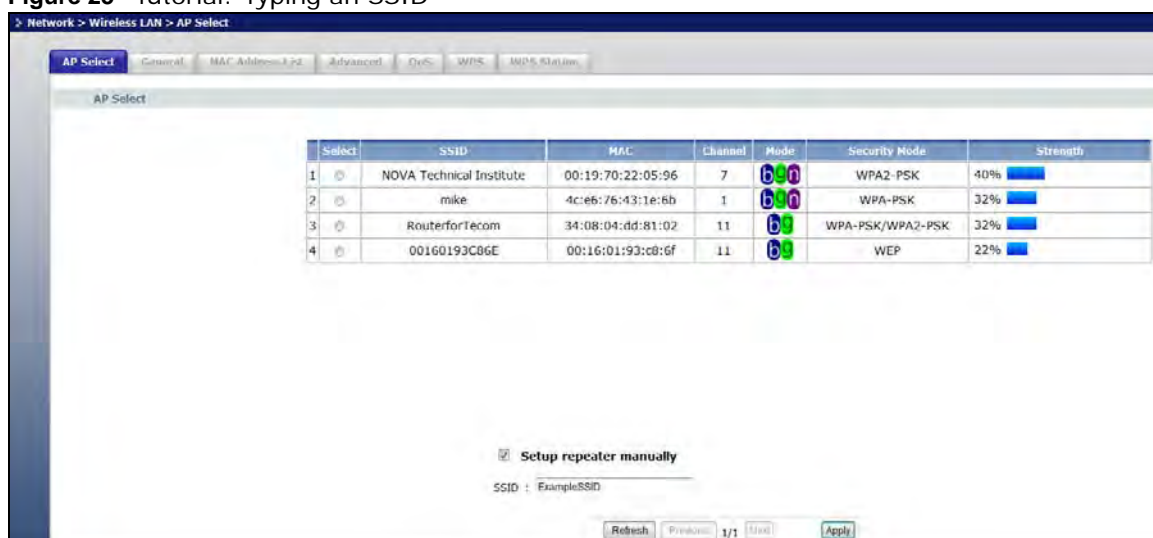 Figure 28 Tutorial: Typing an SSID
> Network > Wireless LAN > AP Select
AP Select General MAC Address List Advanced QoS WPS WPS Station
AP Select
Select SSID MAC Channel Mode Security Mode Strength
1 NOVA Technical Institute 00:19:70:22:05:96 7 bgn WPA2-PSK 40%
2 mike 4c:e6:76:43:1e:6b 1 bgn WPA-PSK 32%
3 RouterforTecom 34:08:04:dd:81:02 11 bg WPA-PSK/WPA2-PSK 32%
4 00160193C86E 00:16:01:93:c8:6f 11 bg WEP 22%
Setup repeater manually
SSID : ExampleSSID
Refresh Previous 1/1 Next Apply